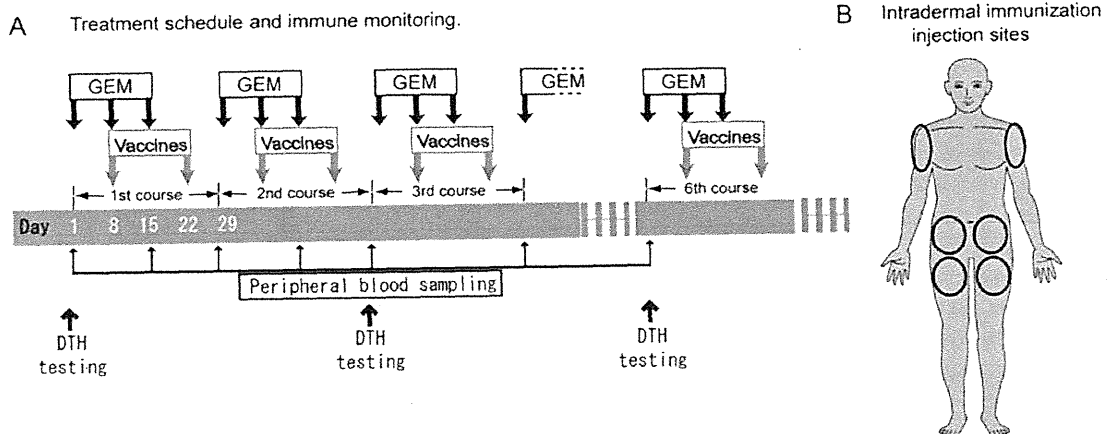 A Treatment schedule and immune monitoring.
GEM GEM GEM GEM GEM
Vaccines Vaccines Vaccines Vaccines
1st course 2nd course 3rd course 6th course
Day 1 8 15 22 29
Peripheral blood sampling
DTH
testing
DTH
testing
DTH
testing
B Intradermal immunization
injection sites